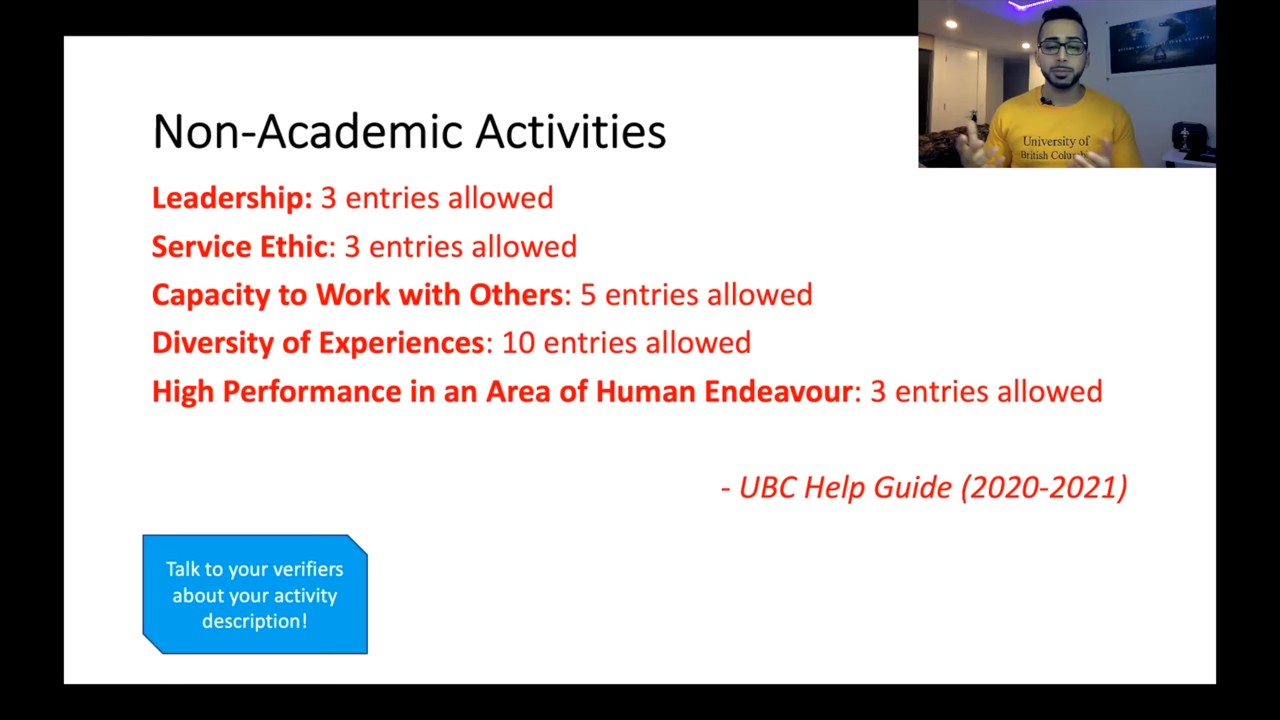 Non-Academic Activities
Leadership: 3 entries allowed
Service Ethic: 3 entries allowed
Capacity to Work with Others: 5 entries allowed
Diversity of Experiences: 10 entries allowed
High Performance in an Area of Human Endeavour: 3 entries allowed
- UBC Help Guide (2020-2021)
Talk to your verifiers
about your activity
description!
University of
British